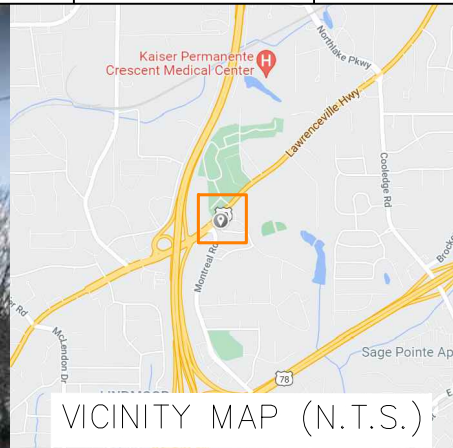 Northlake Pkwy
Kaiser Permanente
Crescent Medical Center
H
Lawrenceville Hwy
Cooledge Rd
Montreal Rd
McLendon Dr
78
Sage Pointe Ap
VICINITY MAP (N.T.S.)